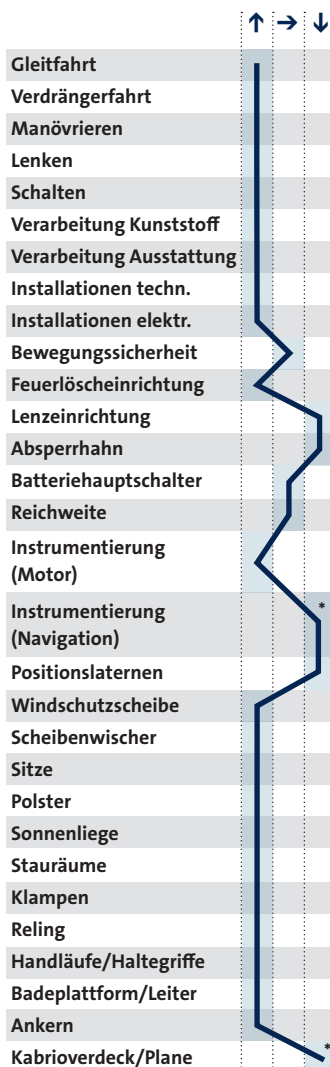 ↑ → ↓
Gleitfahrt
Verdrängerfahrt
Manövrieren
Lenken
Schalten
Verarbeitung Kunststoff
Verarbeitung Ausstattung
Installationen techn.
Installationen elektr.
Bewegungssicherheit
Feuerlöscheinrichtung
Lenzeinrichtung
Absperrhahn
Batteriehauptschalter
Reichweite
Instrumentierung
(Motor)
Instrumentierung *
(Navigation)
Positionslaternen
Windschutzscheibe
Scheibenwischer
Sitze
Polster
Sonnenliege
Stauräume
Klampen
Reling
Handläufe/Haltegriffe
Badeplattform/Leiter
Ankern
Kabrioverdeck/Plane *